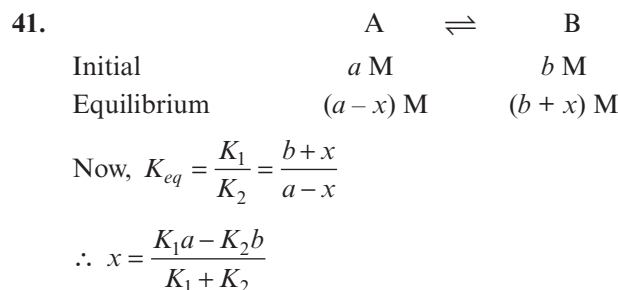 41. A ⇌ B
Initial a M b M
Equilibrium (a – x) M (b + x) M
Now, K_eq = K_1/K_2 = (b + x)/(a − x)
∴ x = (K_1a − K_2b)/(K_1 + K_2)